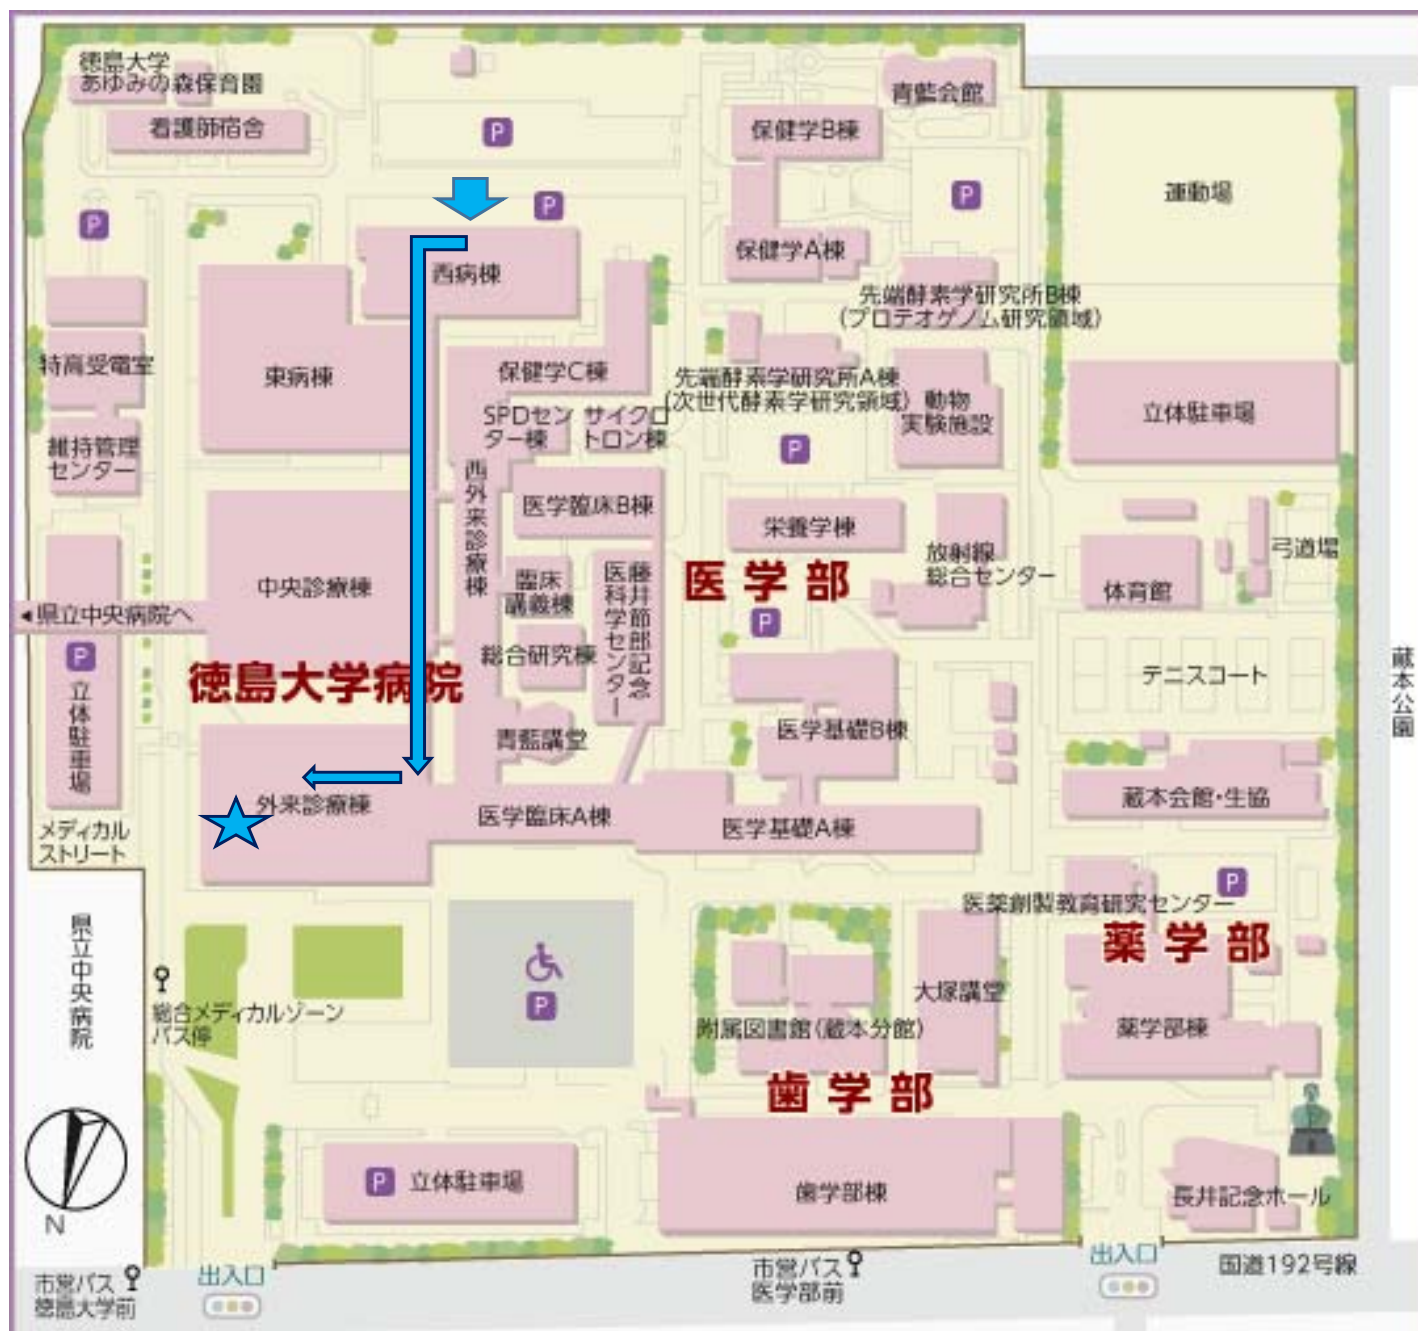 徳島大学
あゆみの森保育園
看護師宿舎
P
P
P
青藍会館
保健学B棟
P
運動場
保健学A棟
西病棟
先端酵素学研究所B棟
(プロテオゲノム研究領域)
特高受電室
東病棟
保健学C棟
先端酵素学研究所A棟
(次世代酵素学研究領域)
動物
実験施設
立体駐車場
SPDセン
ター棟
サイクロ
トロン棟
維持管理
センター
P
西外来診療棟
医学臨床B棟
栄養学棟
放射線
総合センター
弓道場
体育館
医学部
臨床
講義棟
藤井節郎記念
医科学センター
中央診療棟
◀県立中央病院へ
P
P
立体駐車場
徳島大学病院
総合研究棟
テニスコート
蔵本公園
青藍講堂
医学基礎B棟
外来診療棟
医学臨床A棟
医学基礎A棟
蔵本会館・生協
メディカル
ストリート
県立中央病院
P
医薬創製教育研究センター
薬学部
総合メディカルゾーン
バス停
P
大塚講堂
附属図書館(蔵本分館)
薬学部棟
歯学部
N
P
立体駐車場
歯学部棟
長井記念ホール
市営バス
徳島大学前
出入口
市営バス
医学部前
出入口
国道192号線